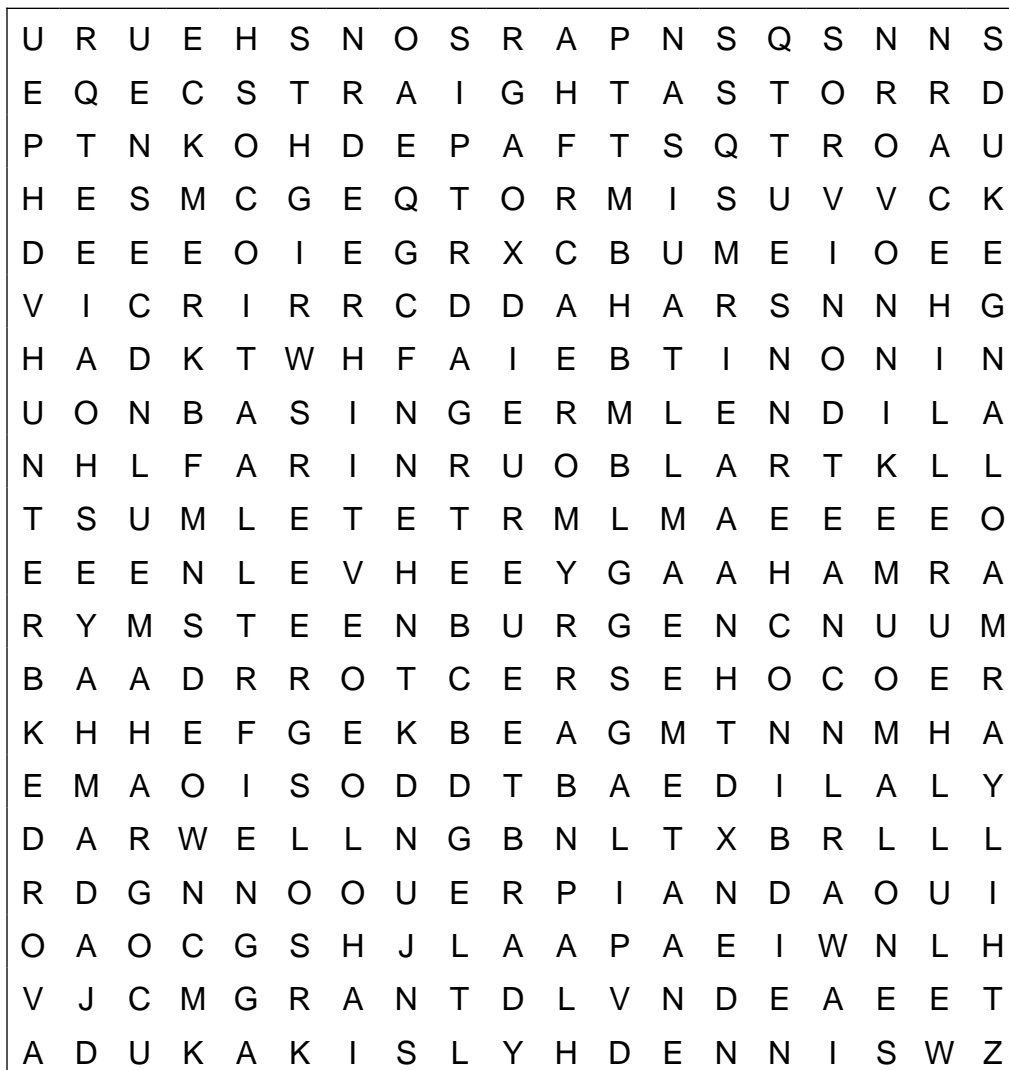 U R U E H S N O S R A P N S Q S N N S
E Q E C S T R A I G H T A S T O R R D
P T N K O H D E P A F T S Q T R O A U
H E S M C G E Q T O R M I S U V V C K
D E E E O I E G R X C B U M E I O E E
V I C R I R R C D D A H A R S N N H G
H A D K T W H F A I E B T I N O N I N
U O N B A S I N G E R M L E N D I L A
N H L F A R I N R U O B L A R T K L L
T S U M L E T E T R M L M A E E E E O
E E E N L E V H E E Y G A A H A M R A
R Y M S T E E N B U R G E N C N U U M
B A A D R R O T C E R S E H O C O E R
K H H E F G E K B E A G M T N N M H A
E M A O I S O D D T B A E D I L A L Y
D A R W E L L N G B N L T X B R L L L
R D G N N O O U E R P I A N D A O U I
O A O C G S H J L A A P A E I W N L H
V J C M G R A N T D L V N D E A E E T
A D U K A K I S L Y H D E N N I S W Z